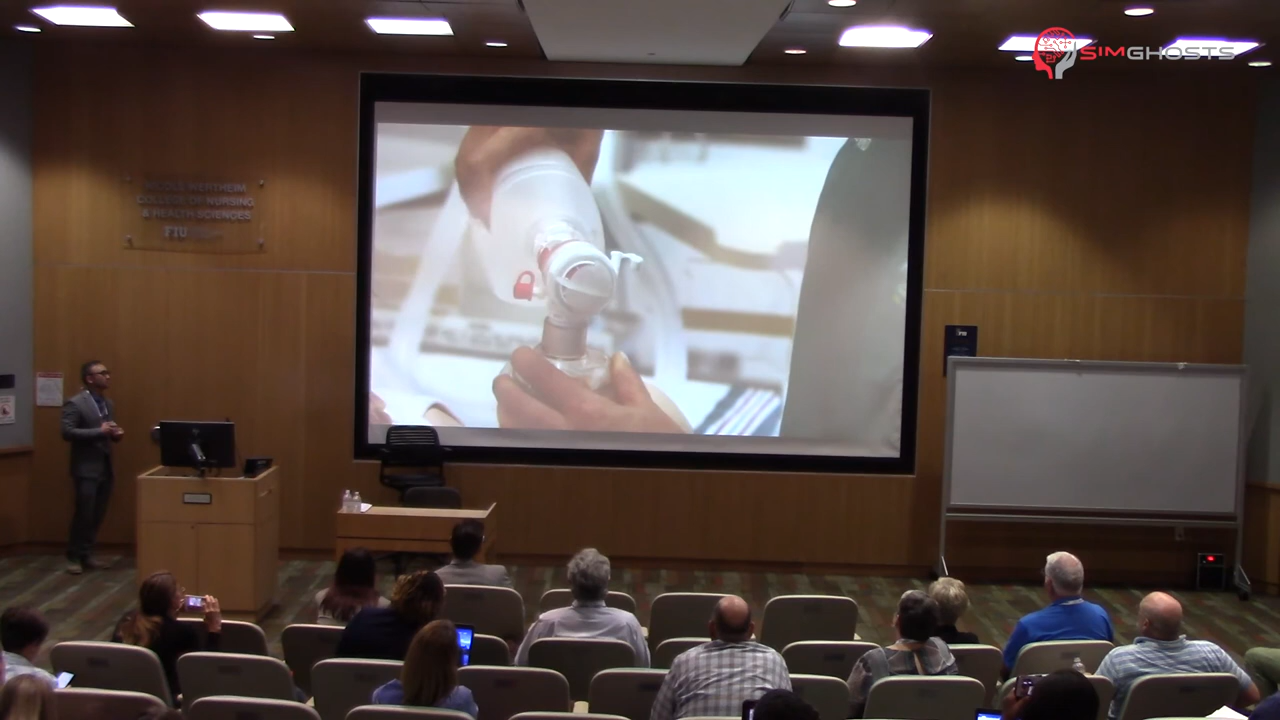 SIMGHOSTS
NICOLE WERTHEIM
COLLEGE OF NURSING
& HEALTH SCIENCES
FIU